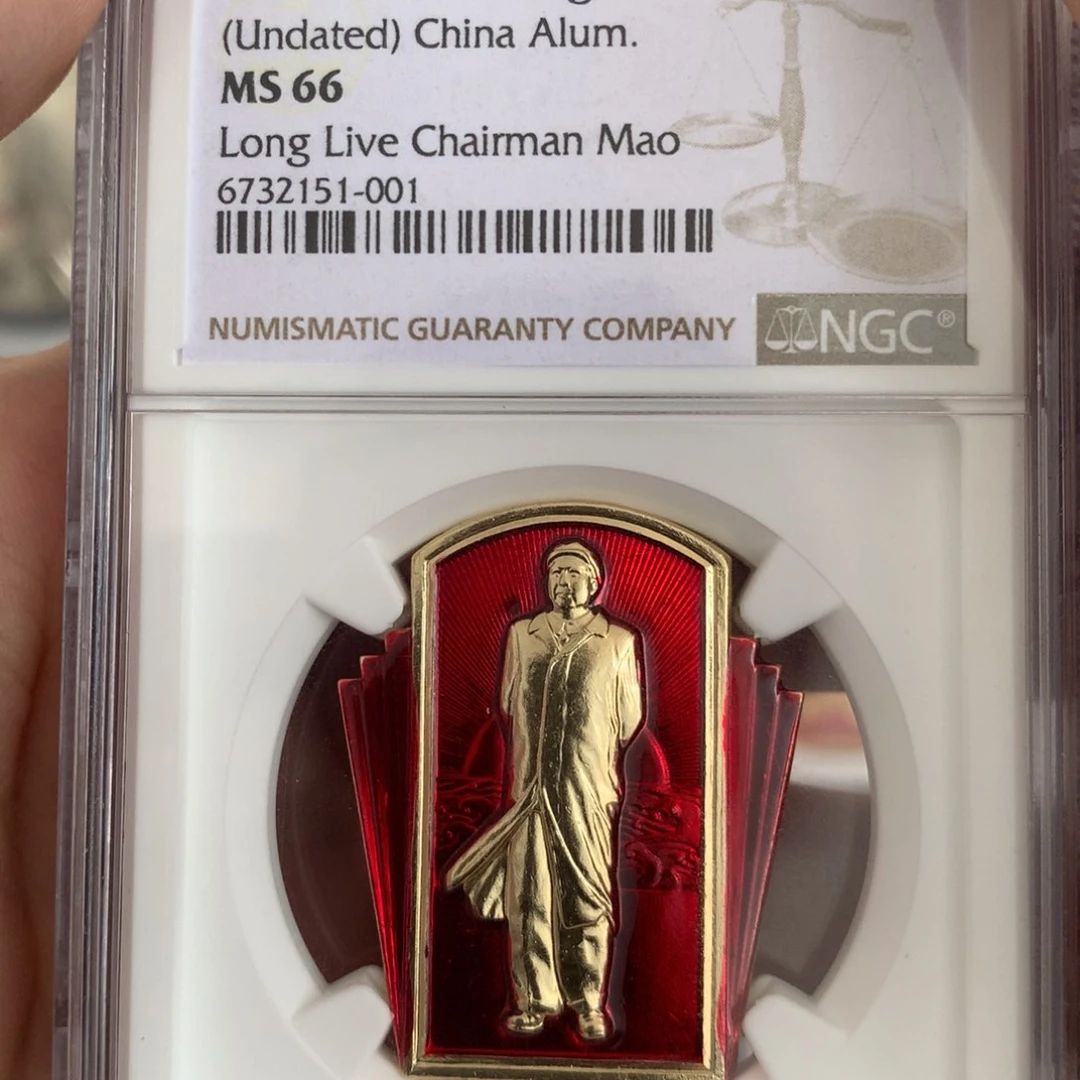 (Undated) China Alum.
MS 66
Long Live Chairman Mao
6732151-001
NUMISMATIC GUARANTY COMPANY
NGC®